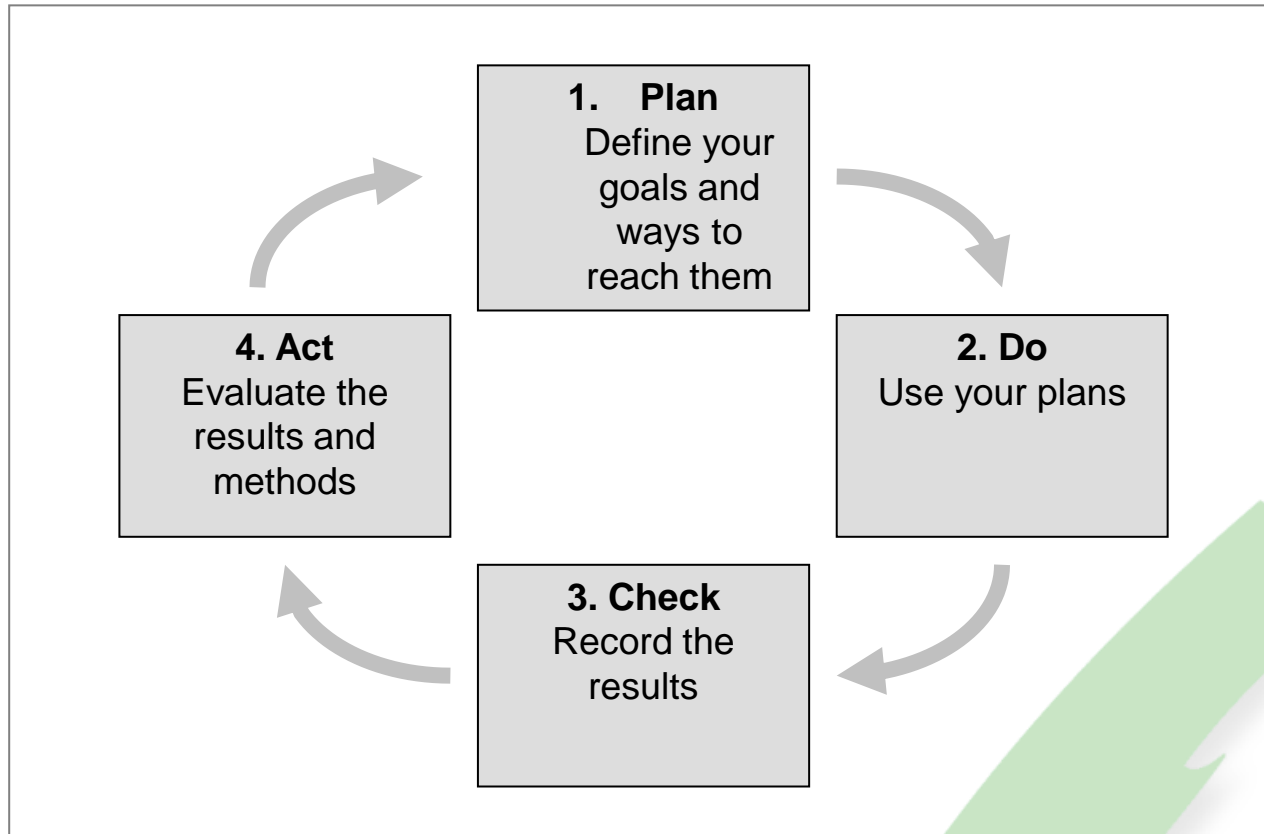 1. Plan
Define your
goals and
ways to
reach them
2. Do
Use your plans
3. Check
Record the
results
4. Act
Evaluate the
results and
methods